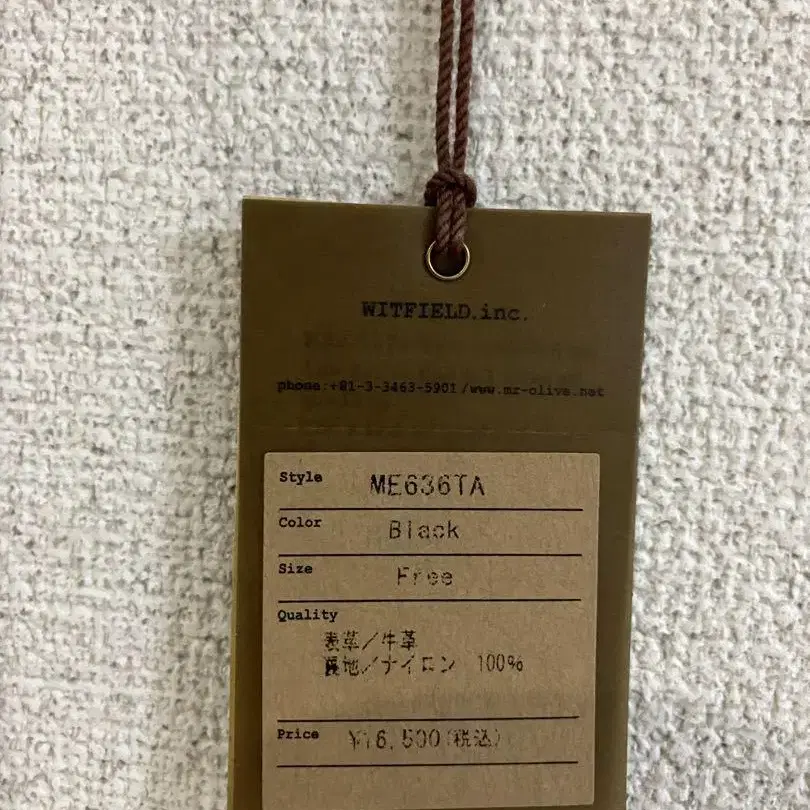 WITFIELD.inc.
phone:+81-3-3463-5901/www.mr-olive.net
Style ME636TA
Color Black
Size Free
Quality
表革/牛革
裏地/ナイロン 100%
Price ¥16,500(税込)